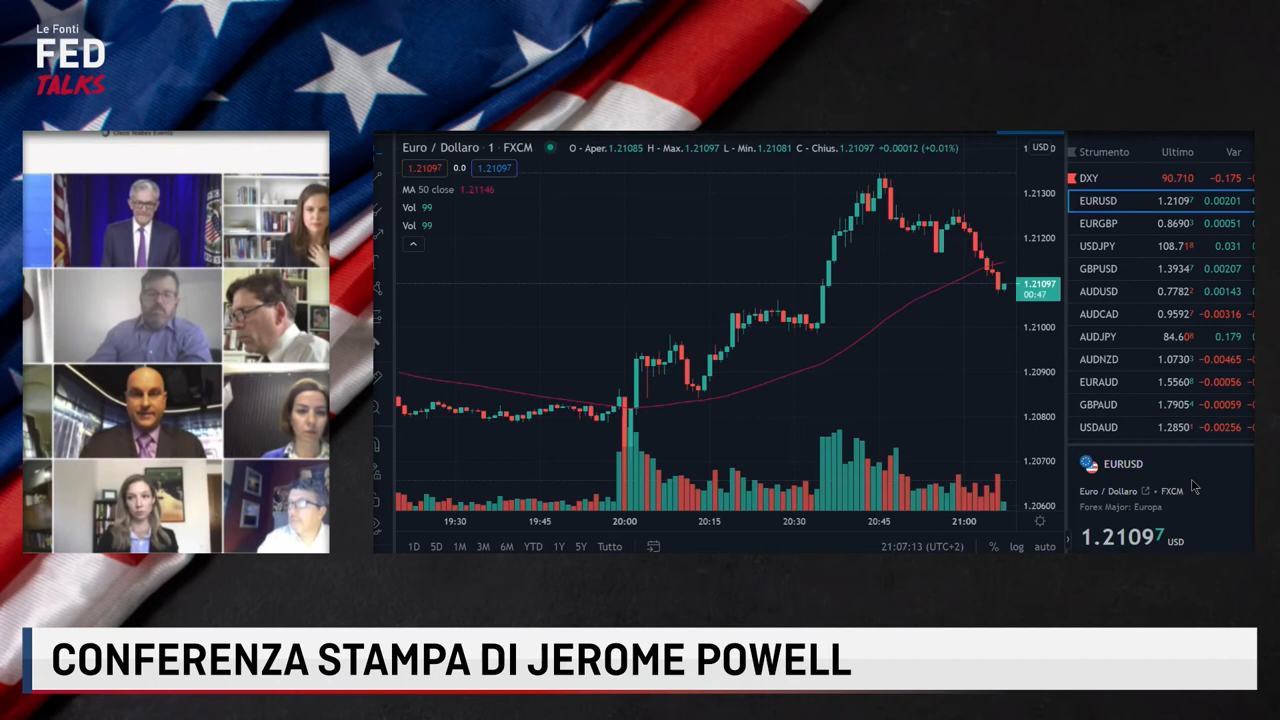 Le Fonti
FED
TALKS
Cisco Webex Events
Euro / Dollaro · 1 · FXCM
O - Aper.1.21085 H - Max.1.21097 L - Min.1.21081 C - Chius.1.21097 +0.00012 (+0.01%)
USD
1.21097 0.0 1.21097
MA 50 close 1.21146
Vol 99
Vol 99
1.21300
1.21200
1.21097
00:47
1.21000
1.20900
1.20800
1.20700
1.20600
19:30 19:45 20:00 20:15 20:30 20:45 21:00
1D 5D 1M 3M 6M YTD 1Y 5Y Tutto
21:07:13 (UTC+2) % log auto
Strumento Ultimo Var
DXY 90.710 -0.175
EURUSD 1.21097 0.00201
EURGBP 0.86903 0.00051
USDJPY 108.718 0.031
GBPUSD 1.39347 0.00207
AUDUSD 0.77822 0.00143
AUDCAD 0.95927 -0.00316
AUDJPY 84.608 0.179
AUDNZD 1.07303 -0.00465
EURAUD 1.55608 -0.00056
GBPAUD 1.79054 -0.00059
USDAUD 1.28501 -0.00256
EURUSD
Euro / Dollaro • FXCM
Forex Major: Europa
1.21097 USD
CONFERENZA STAMPA DI JEROME POWELL